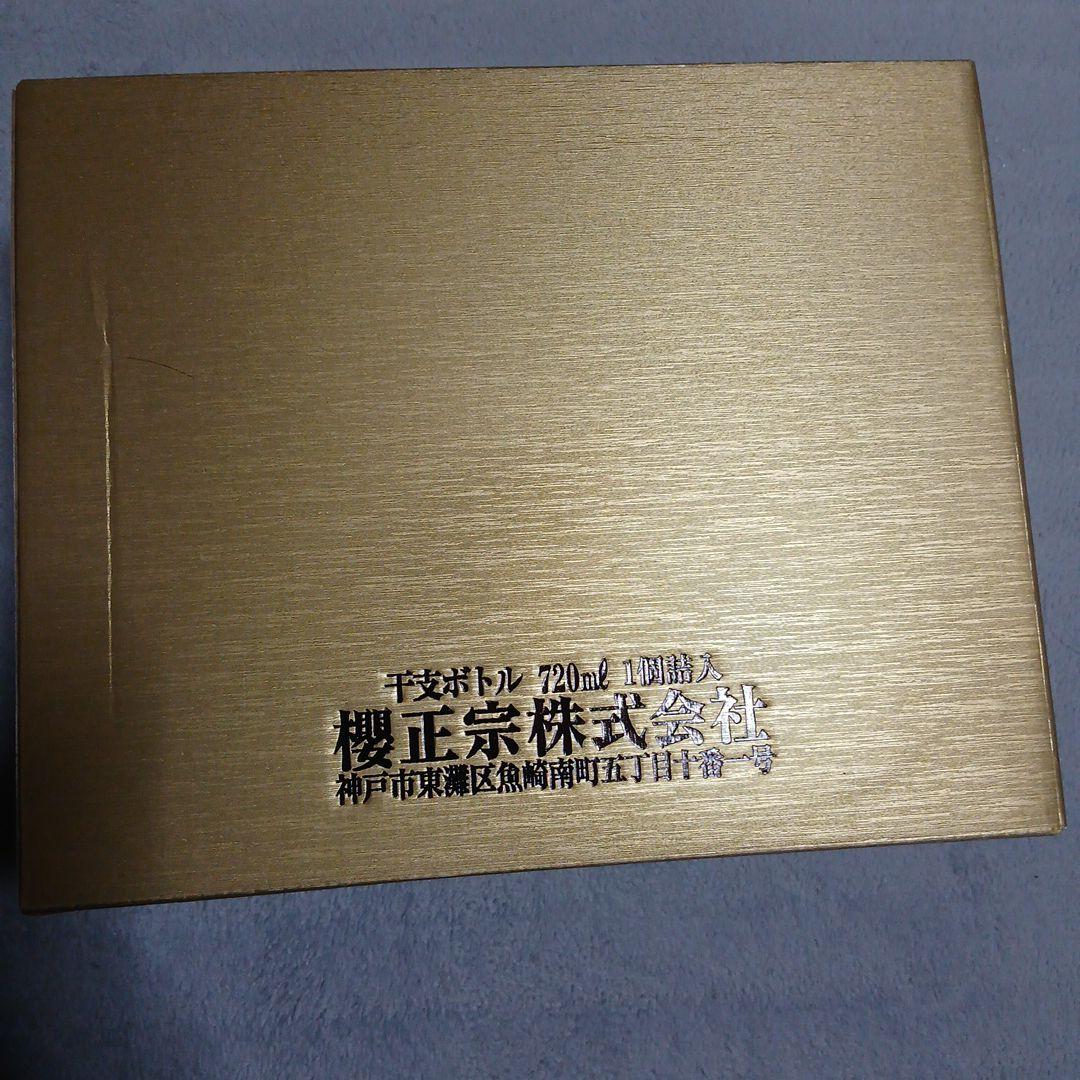 干支ボトル 720mℓ 1個詰入
櫻正宗株式会社
神戸市東灘区魚崎南町五丁目十番一号